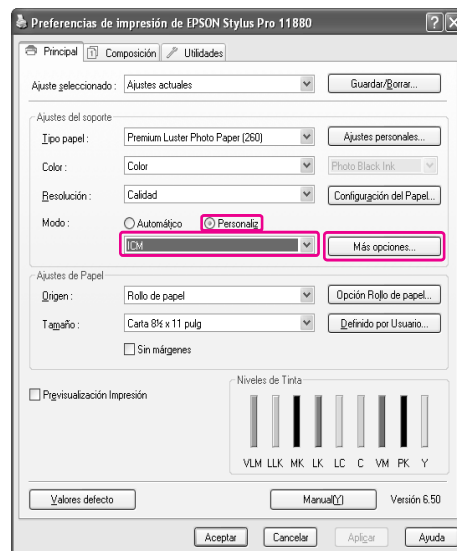 Preferencias de impresión de EPSON Stylus Pro 11880
Principal Composición Utilidades
Ajuste seleccionado : Ajustes actuales Guardar/Borrar...
Ajustes del soporte
Tipo papel : Premium Luster Photo Paper (260) Ajustes personales...
Color : Color Photo Black Ink
Resolución : Calidad Configuración del Papel...
Modo : Automático Personaliz
ICM Más opciones...
Ajustes de Papel
Origen : Rollo de papel Opción Rollo de papel...
Tamaño : Carta 8½ x 11 pulg Definido por Usuario...
Sin márgenes
Previsualización Impresión
Niveles de Tinta
VLM LLK MK LK LC C VM PK Y
Valores defecto Manual(Y) Versión 6.50
Aceptar Cancelar Aplicar Ayuda